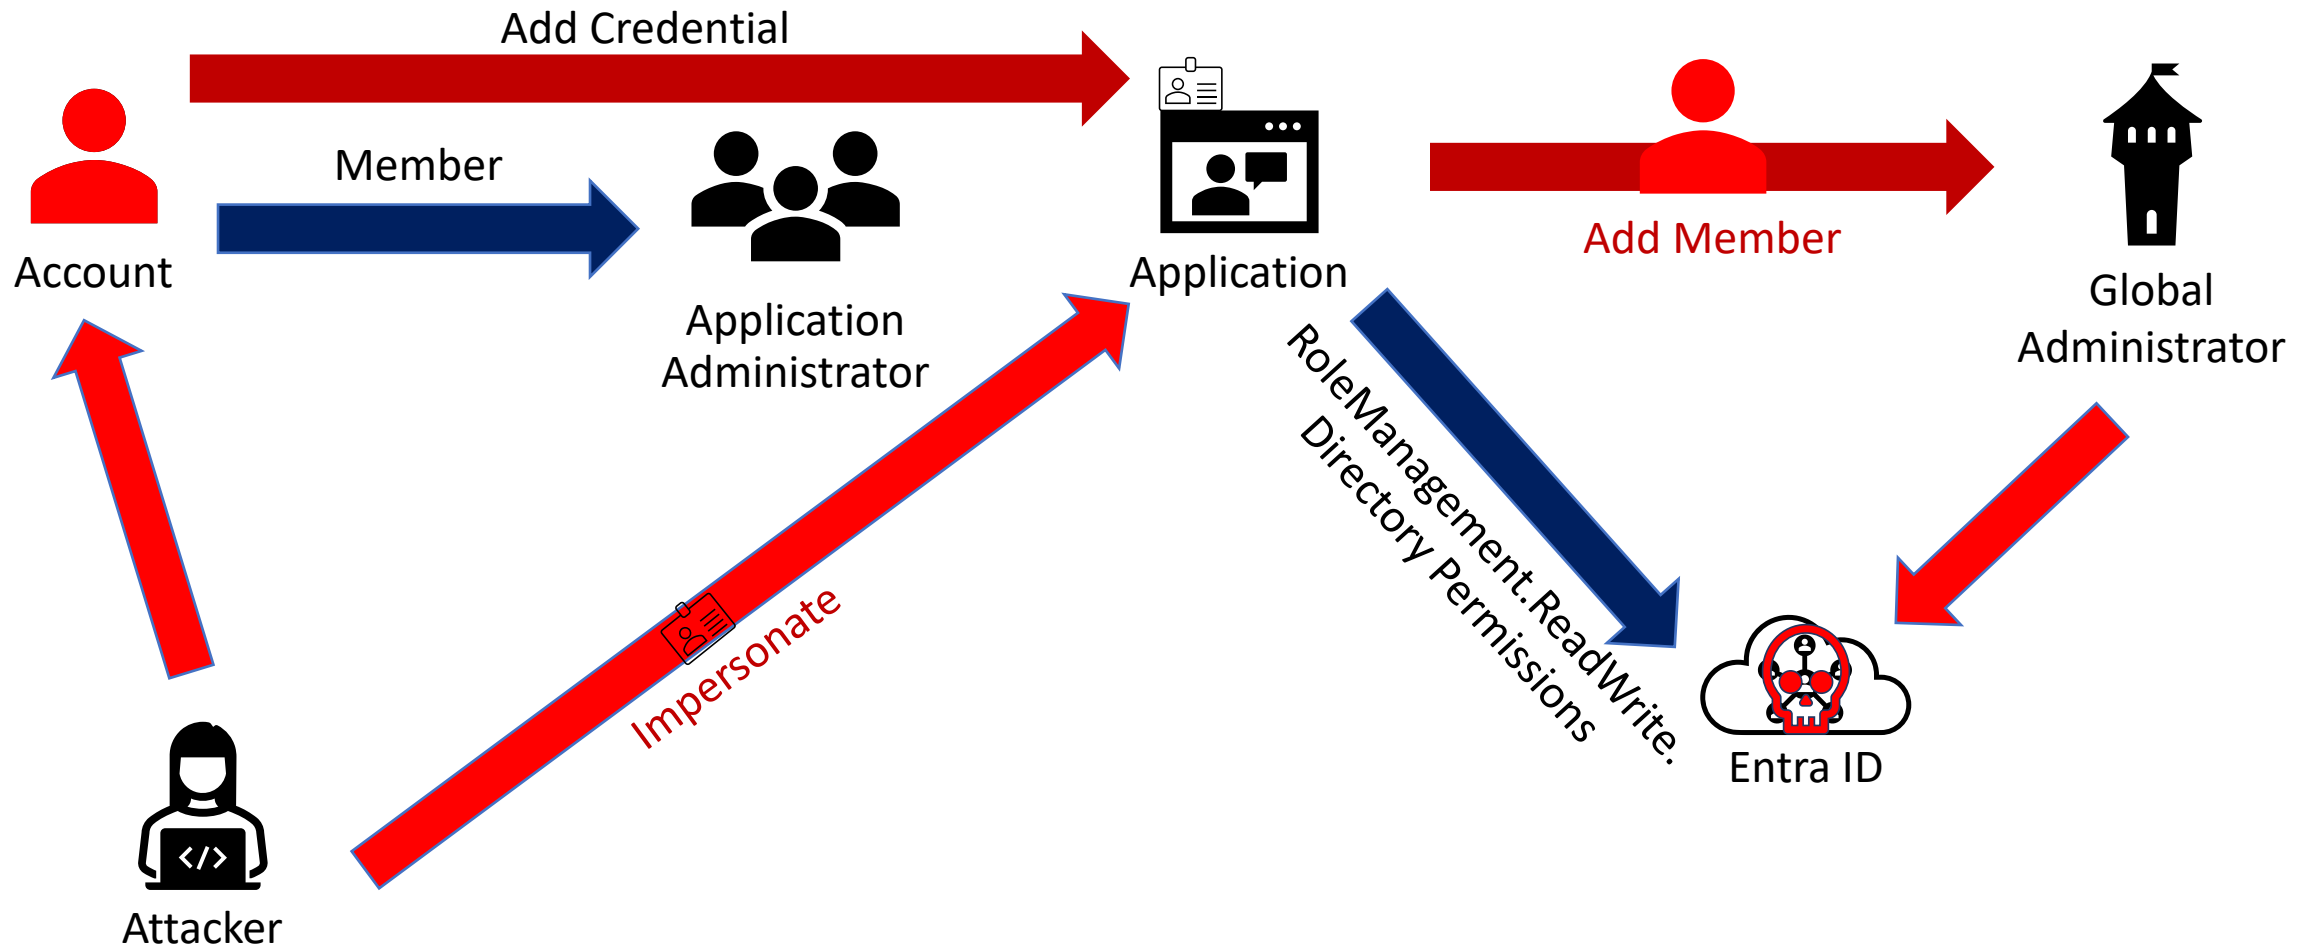 Add Credential
Member
Account
Application
Administrator
Application
Add Member
Global
Administrator
RoleManagement.ReadWrite.
Directory Permissions
Impersonate
Entra ID
</>
Attacker